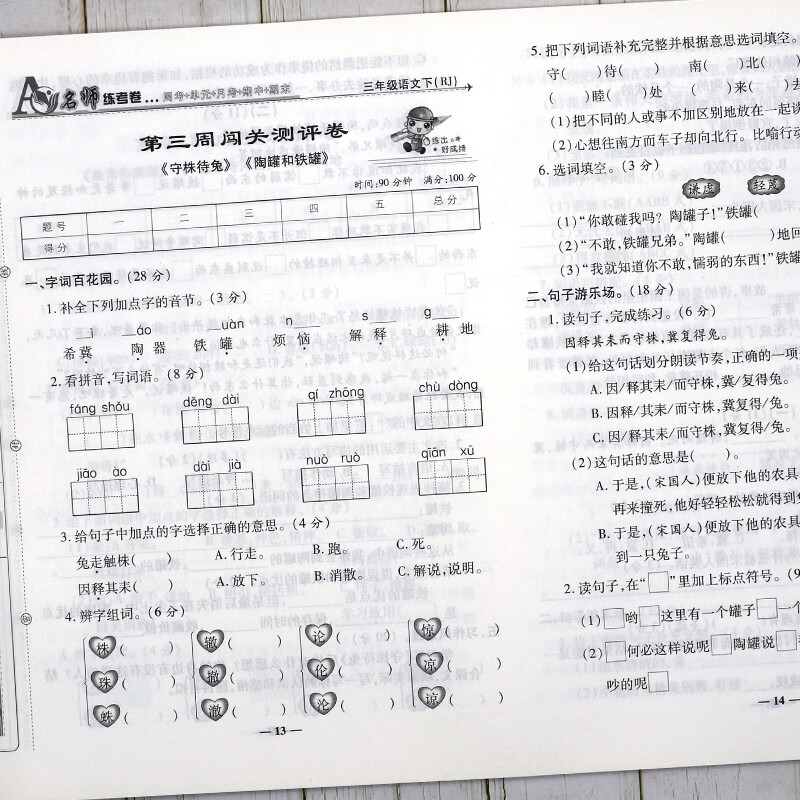 名师练考卷...周考+单元+月考+期中+期末
三年级语文下(RJ)
第三周闯关测评卷
《守株待兔》《陶罐和铁罐》
练出
好成绩
时间:90分钟 满分:100分
题号 一 二 三 四 五 总分
得分
一、字词百花园。(28分)
1.补全下列加点字的音节。(3分)
__ì __áo __uàn n__ s__ g__
希冀 陶器 铁罐 烦恼 解释 耕地
2.看拼音,写词语。(8分)
fáng shǒu děng dài qí zhōng chù dòng
jiāo ào dài jià nuò ruò qiān xū
3.给句子中加点的字选择正确的意思。(4分)
兔走触株( ) A.行走。 B.跑。 C.死。
因释其耒( ) A.放下。 B.消散。 C.解说,说明。
4.辨字组词。(6分)
株( ) 辙( ) 论( ) 惊( )
珠( ) 撤( ) 伦( ) 凉( )
蛛( ) 澈( ) 沦( ) 谅( )
— 13 —
5.把下列词语补充完整并根据意思选词填空。
守( )待( ) 南( )北( )
( )睦( )处 ( )来( )去
(1)把不同的人或事不加区别地放在一起谈
(2)心想往南方而车子却向北行。比喻行动
6.选词填空。(3分)
谦虚 轻蔑
(1)“你敢碰我吗?陶罐子!”铁罐(
(2)“不敢,铁罐兄弟。”陶罐( )地回
(3)“我就知道你不敢,懦弱的东西!”铁罐
二、句子游乐场。(18分)
1.读句子,完成练习。(6分)
因释其耒而守株,冀复得兔。
(1)给这句话划分朗读节奏,正确的一项
A.因/释其耒/而守株,冀/复得兔。
B.因释/其耒/而守株,冀复得/兔。
C.因释其耒/而守株,冀复得/兔。
(2)这句话的意思是( )。
A.于是,(宋国人)便放下他的农具
再来撞死,他好轻轻松松就得到
B.于是,(宋国人)便放下他的农具
到一只兔子。
2.读句子,在“□”里加上标点符号。(9
(1)□哟□这里有一个罐子□一个
(2)□何必这样说呢□陶罐说□
吵的呢□
— 14 —